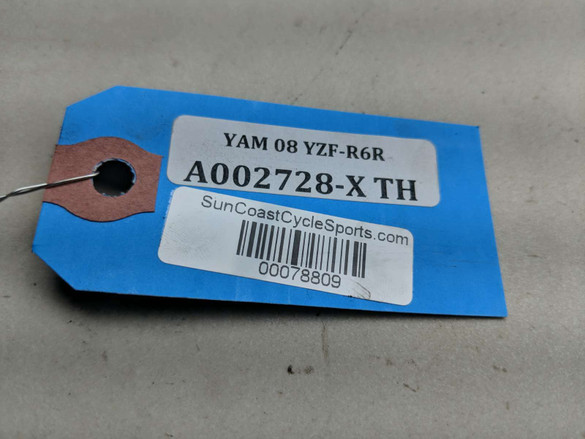 YAM 08 YZF-R6R
A002728-X TH
SunCoastCycleSports.com
00078809